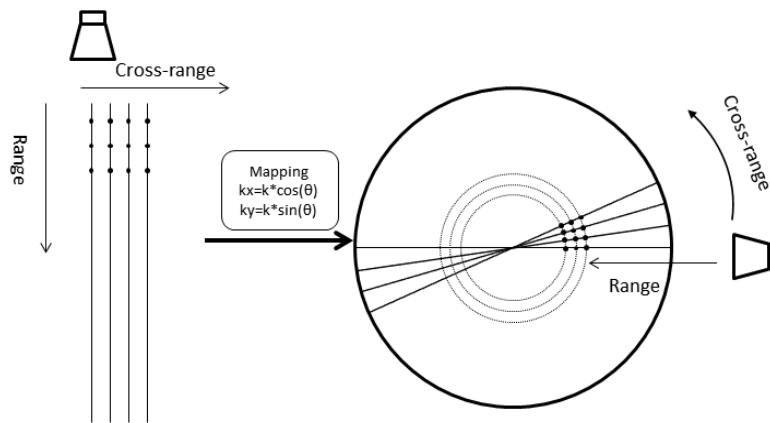 Cross-range
Range
Mapping
kx=k*cos(θ)
ky=k*sin(θ)
Cross-range
Range